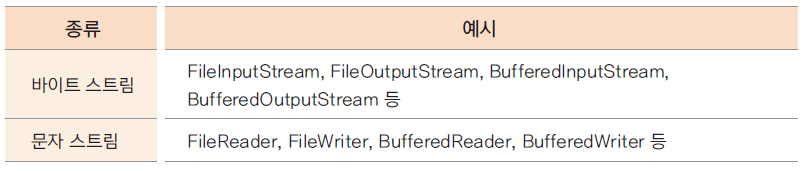 종류 예시
바이트 스트림 FileInputStream, FileOutputStream, BufferedInputStream,
BufferedOutputStream 등
문자 스트림 FileReader, FileWriter, BufferedReader, BufferedWriter 등